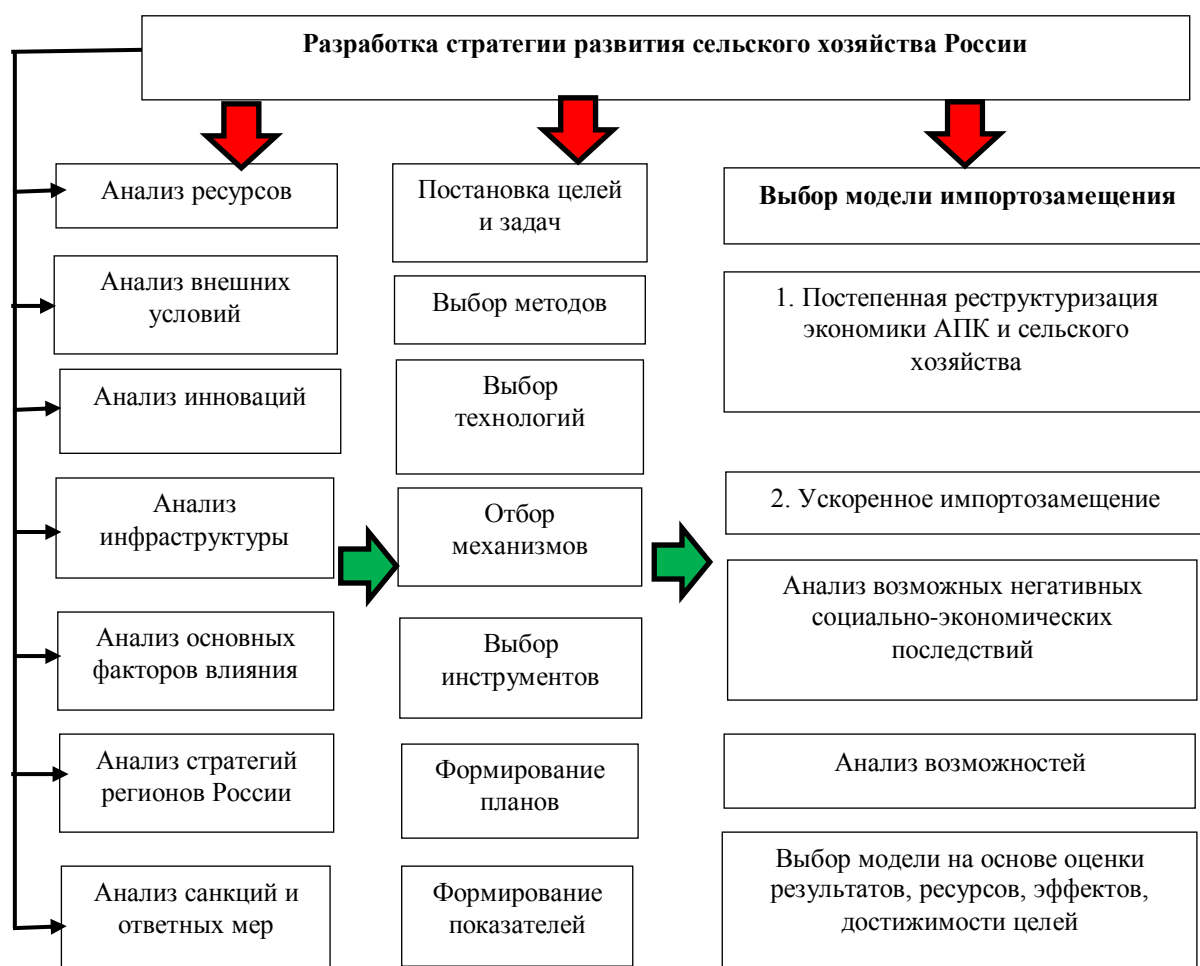 Разработка стратегии развития сельского хозяйства России
Анализ ресурсов
Анализ внешних
условий
Анализ инноваций
Анализ
инфраструктуры
Анализ основных
факторов влияния
Анализ стратегий
регионов России
Анализ санкций и
ответных мер
Постановка целей
и задач
Выбор методов
Выбор
технологий
Отбор
механизмов
Выбор
инструментов
Формирование
планов
Формирование
показателей
Выбор модели импортозамещения
1. Постепенная реструктуризация
экономики АПК и сельского
хозяйства
2. Ускоренное импортозамещение
Анализ возможных негативных
социально-экономических
последствий
Анализ возможностей
Выбор модели на основе оценки
результатов, ресурсов, эффектов,
достижимости целей